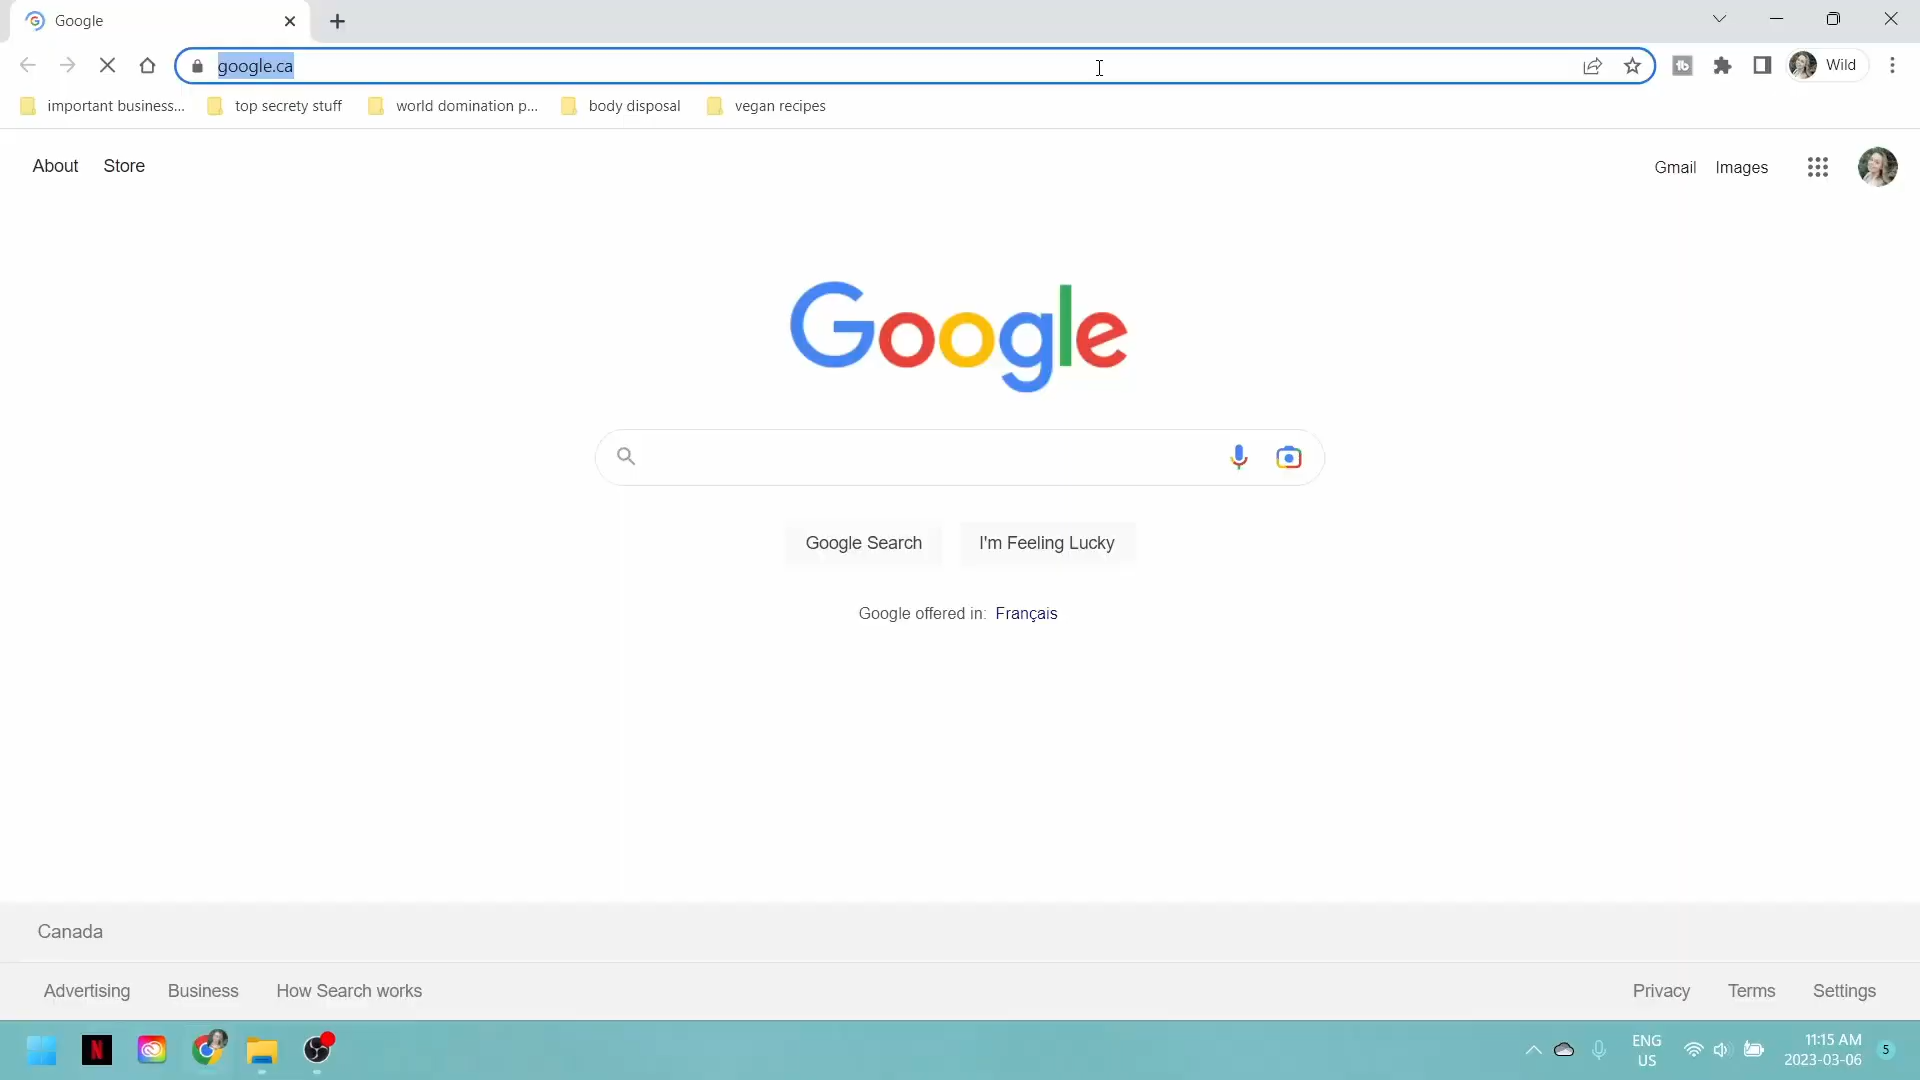 Google
google.ca
Wild
important business...
top secrety stuff
world domination p...
body disposal
vegan recipes
About
Store
Gmail
Images
Google
Google Search
I'm Feeling Lucky
Google offered in: Français
Canada
Advertising
Business
How Search works
Privacy
Terms
Settings
N
ENG
US
11:15 AM
2023-03-06
5